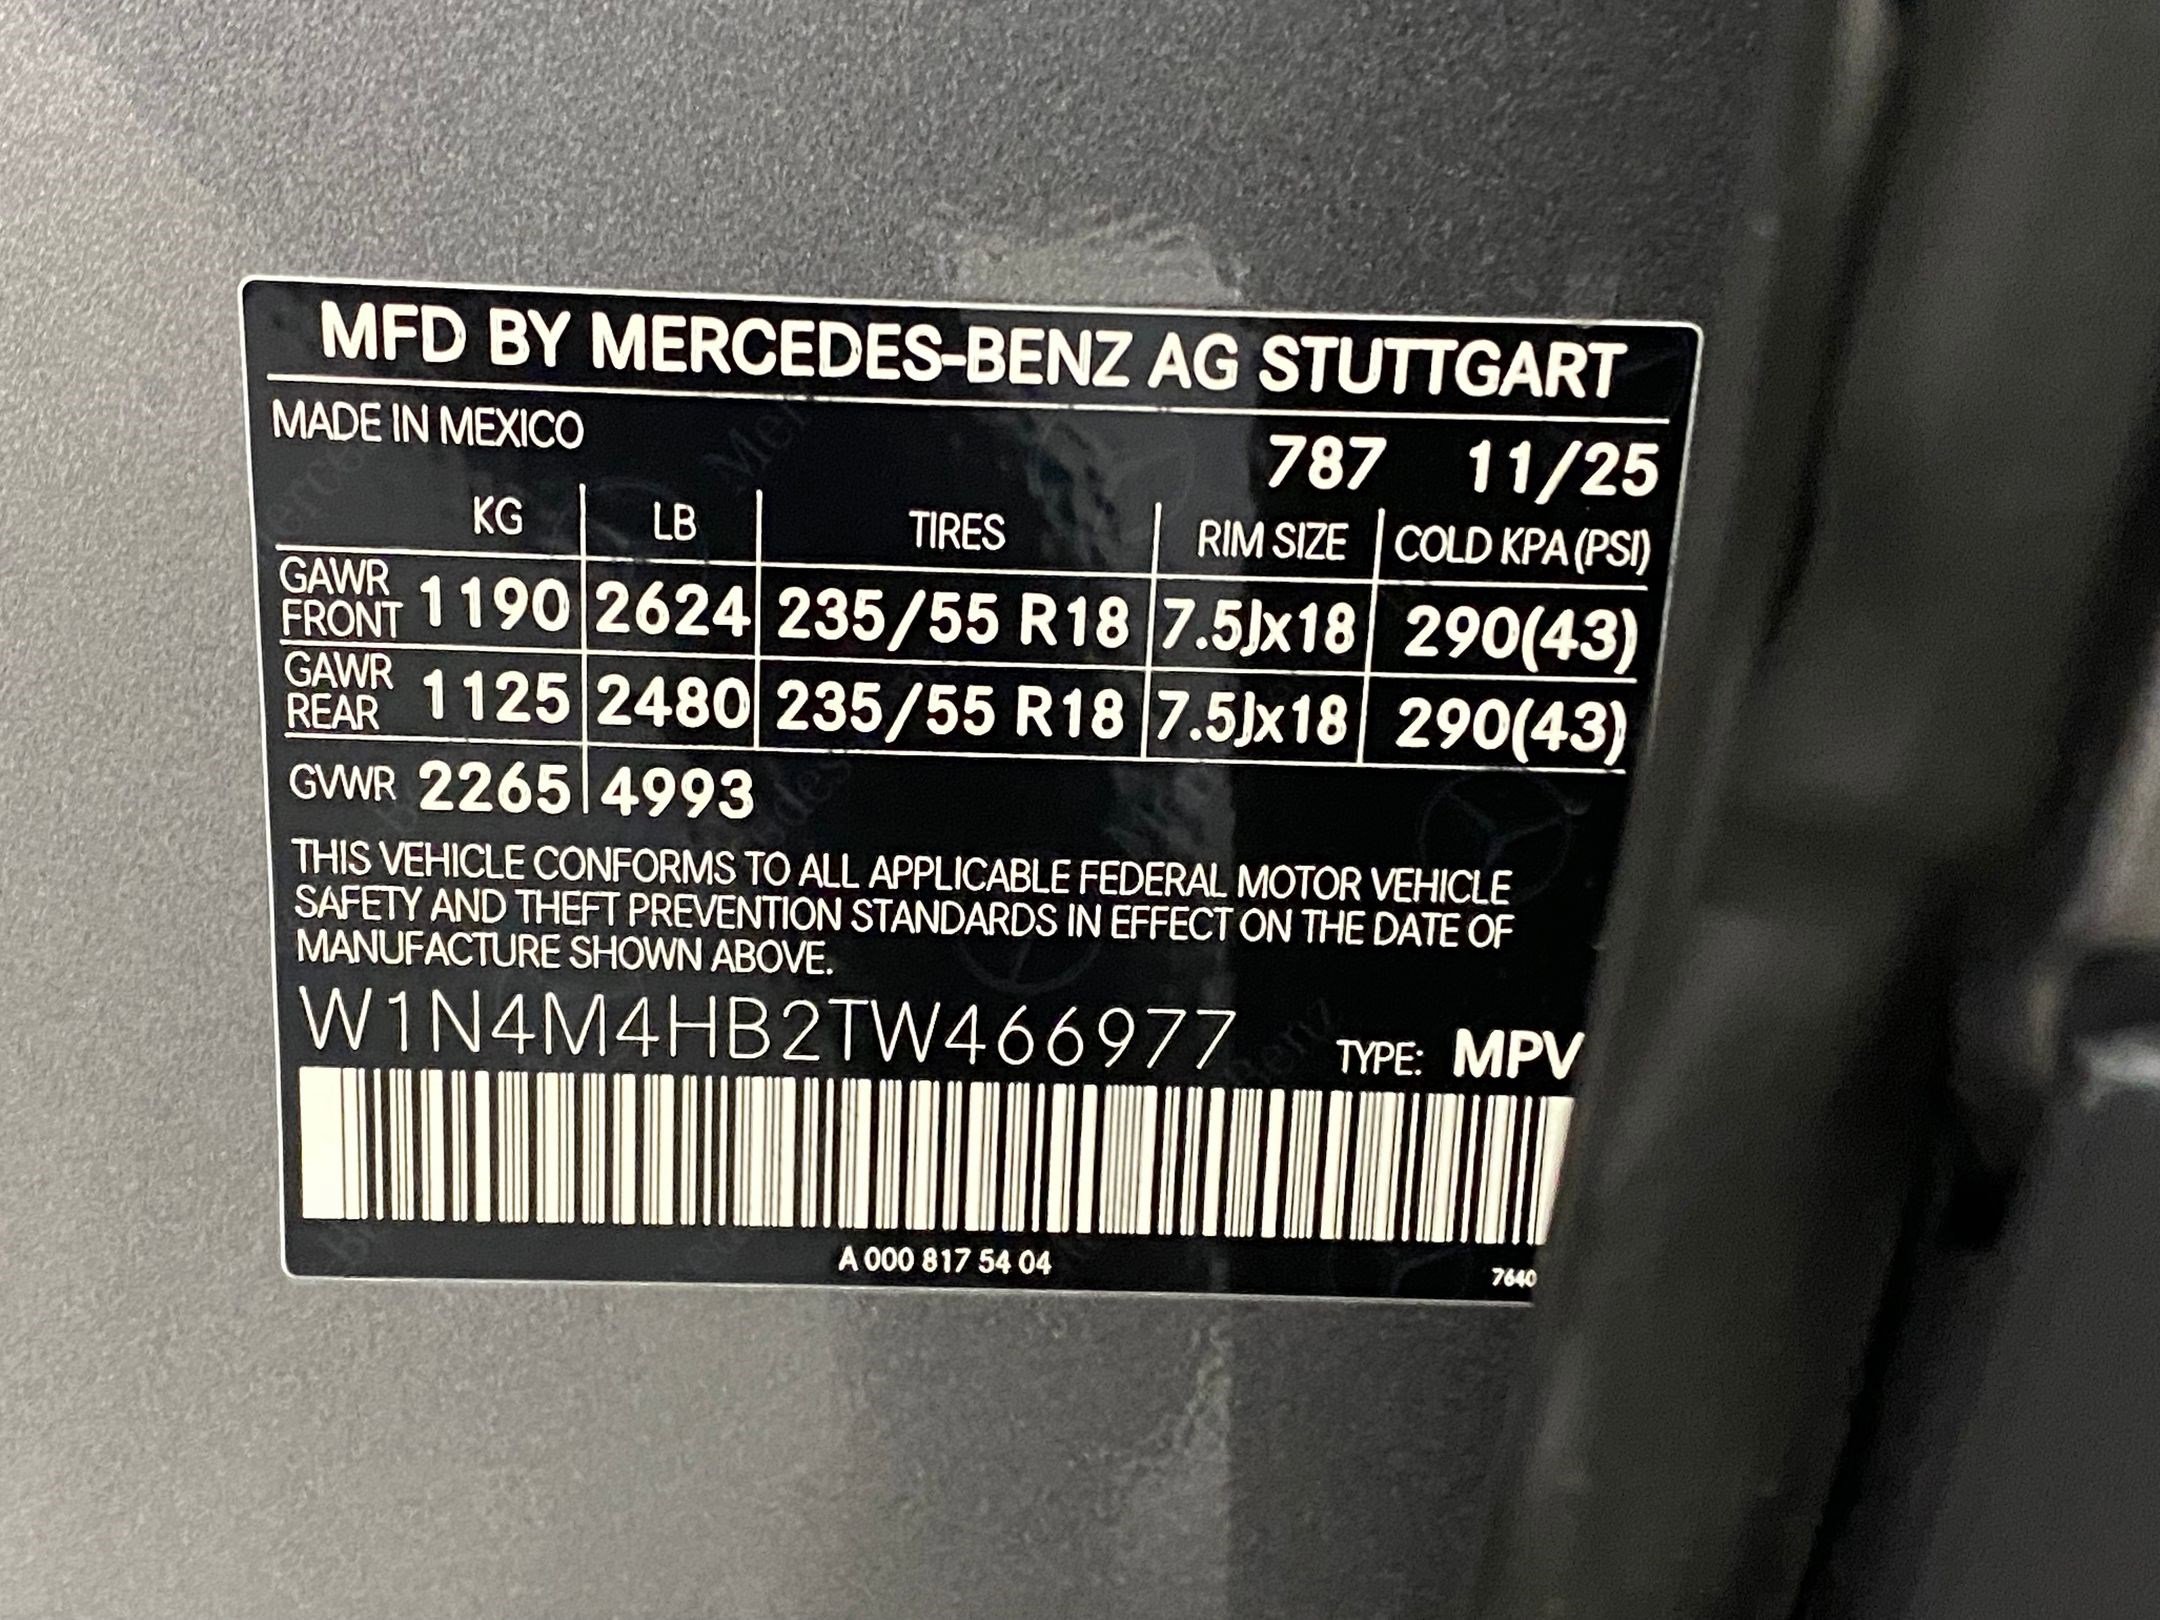 MFD BY MERCEDES-BENZ AG STUTTGART
MADE IN MEXICO
787 11/25
KG LB TIRES RIM SIZE COLD KPA (PSI)
GAWR FRONT 1190 2624 235/55 R18 7.5Jx18 290(43)
GAWR REAR 1125 2480 235/55 R18 7.5Jx18 290(43)
GVWR 2265 4993
THIS VEHICLE CONFORMS TO ALL APPLICABLE FEDERAL MOTOR VEHICLE
SAFETY AND THEFT PREVENTION STANDARDS IN EFFECT ON THE DATE OF
MANUFACTURE SHOWN ABOVE.
W1N4M4HB2TW466977 TYPE: MPV
A 000 817 54 04
7640